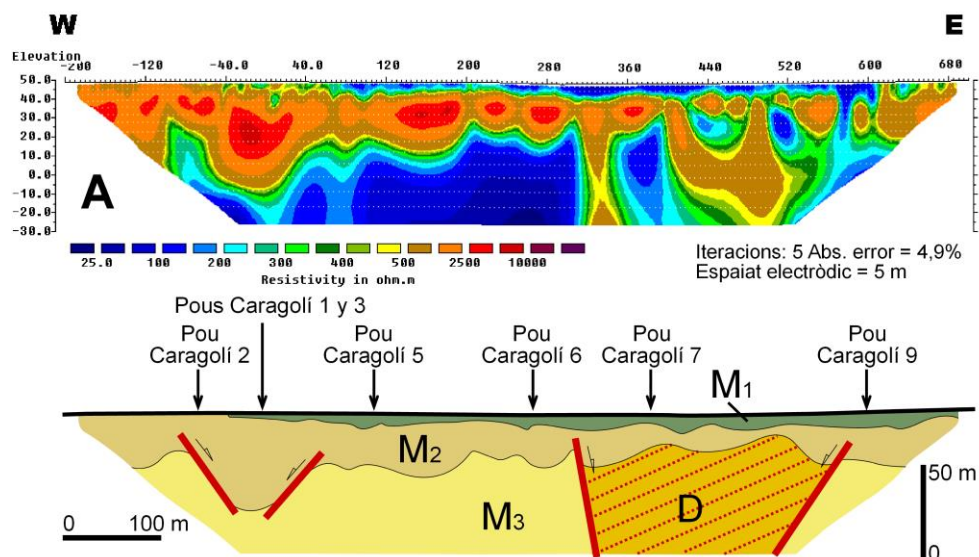 W
E
Elevation
-200 -120 -40.0 40.0 120 200 280 360 440 520 600 680
50.0
40.0
30.0
20.0
10.0
0.0
-10.0
-20.0
-30.0
A
25.0 100 200 300 400 500 2500 10000
Resistivity in ohm.m
Iteracions: 5 Abs. error = 4,9%
Espaiat electròdic = 5 m
Pous Caragolí 1 y 3
Pou
Caragolí 2
Pou
Caragolí 5
Pou
Caragolí 6
Pou
Caragolí 7
Pou
Caragolí 9
M1
M2
M3
D
0 100 m
50 m
0